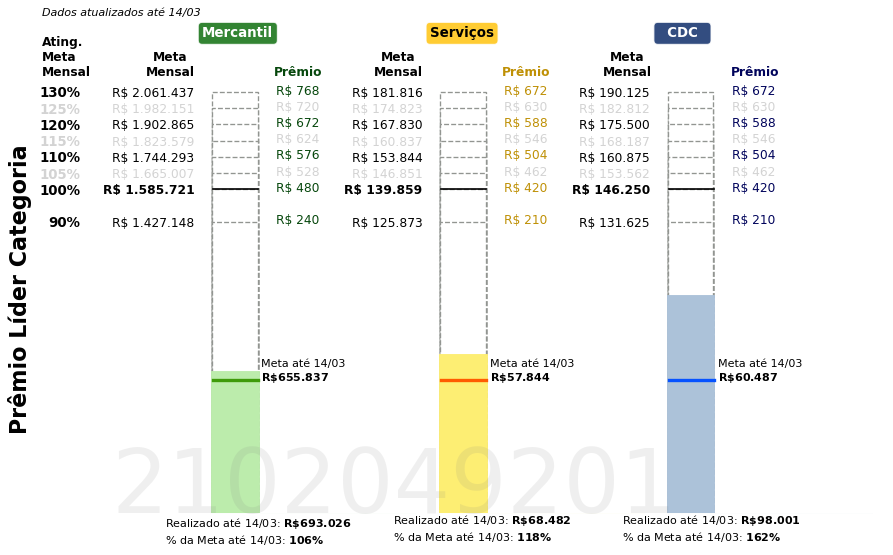 Dados atualizados até 14/03
Mercantil Serviços CDC
Ating.
Meta
Mensal
Meta
Mensal Prêmio Meta
Mensal Prêmio Meta
Mensal Prêmio
130% R$ 2.061.437 R$ 768 R$ 181.816 R$ 672 R$ 190.125 R$ 672
125% R$ 1.982.151 R$ 720 R$ 174.823 R$ 630 R$ 182.812 R$ 630
120% R$ 1.902.865 R$ 672 R$ 167.830 R$ 588 R$ 175.500 R$ 588
115% R$ 1.823.579 R$ 624 R$ 160.837 R$ 546 R$ 168.187 R$ 546
110% R$ 1.744.293 R$ 576 R$ 153.844 R$ 504 R$ 160.875 R$ 504
105% R$ 1.665.007 R$ 528 R$ 146.851 R$ 462 R$ 153.562 R$ 462
100% R$ 1.585.721 R$ 480 R$ 139.859 R$ 420 R$ 146.250 R$ 420
90% R$ 1.427.148 R$ 240 R$ 125.873 R$ 210 R$ 131.625 R$ 210
Prêmio Líder Categoria
Meta até 14/03 Meta até 14/03 Meta até 14/03
R$655.837 R$57.844 R$60.487
2102049201
Realizado até 14/03: R$693.026 Realizado até 14/03: R$68.482 Realizado até 14/03: R$98.001
% da Meta até 14/03: 106% % da Meta até 14/03: 118% % da Meta até 14/03: 162%